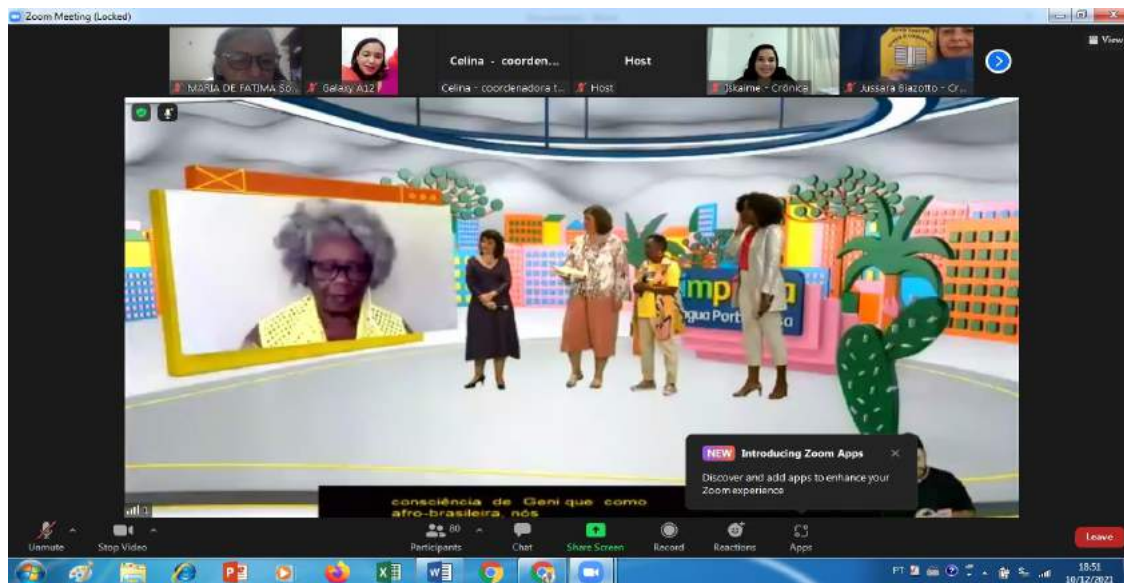 Zoom Meeting (Locked)
View
Celina - coorden...
Host
MARIA DE FATIMA So...
Galaxy A12
Celina - coordenadora t...
Host
Iskaime - Crônica
Jussara Biazotto - Cr...
NEW Introducing Zoom Apps
Discover and add apps to enhance your
Zoom experience
consciência de Geni que como
afro-brasileira, nós
Unmute
Stop Video
80
Participants
Chat
Share Screen
Record
Reactions
Apps
Leave
PT
18:51
10/12/2021